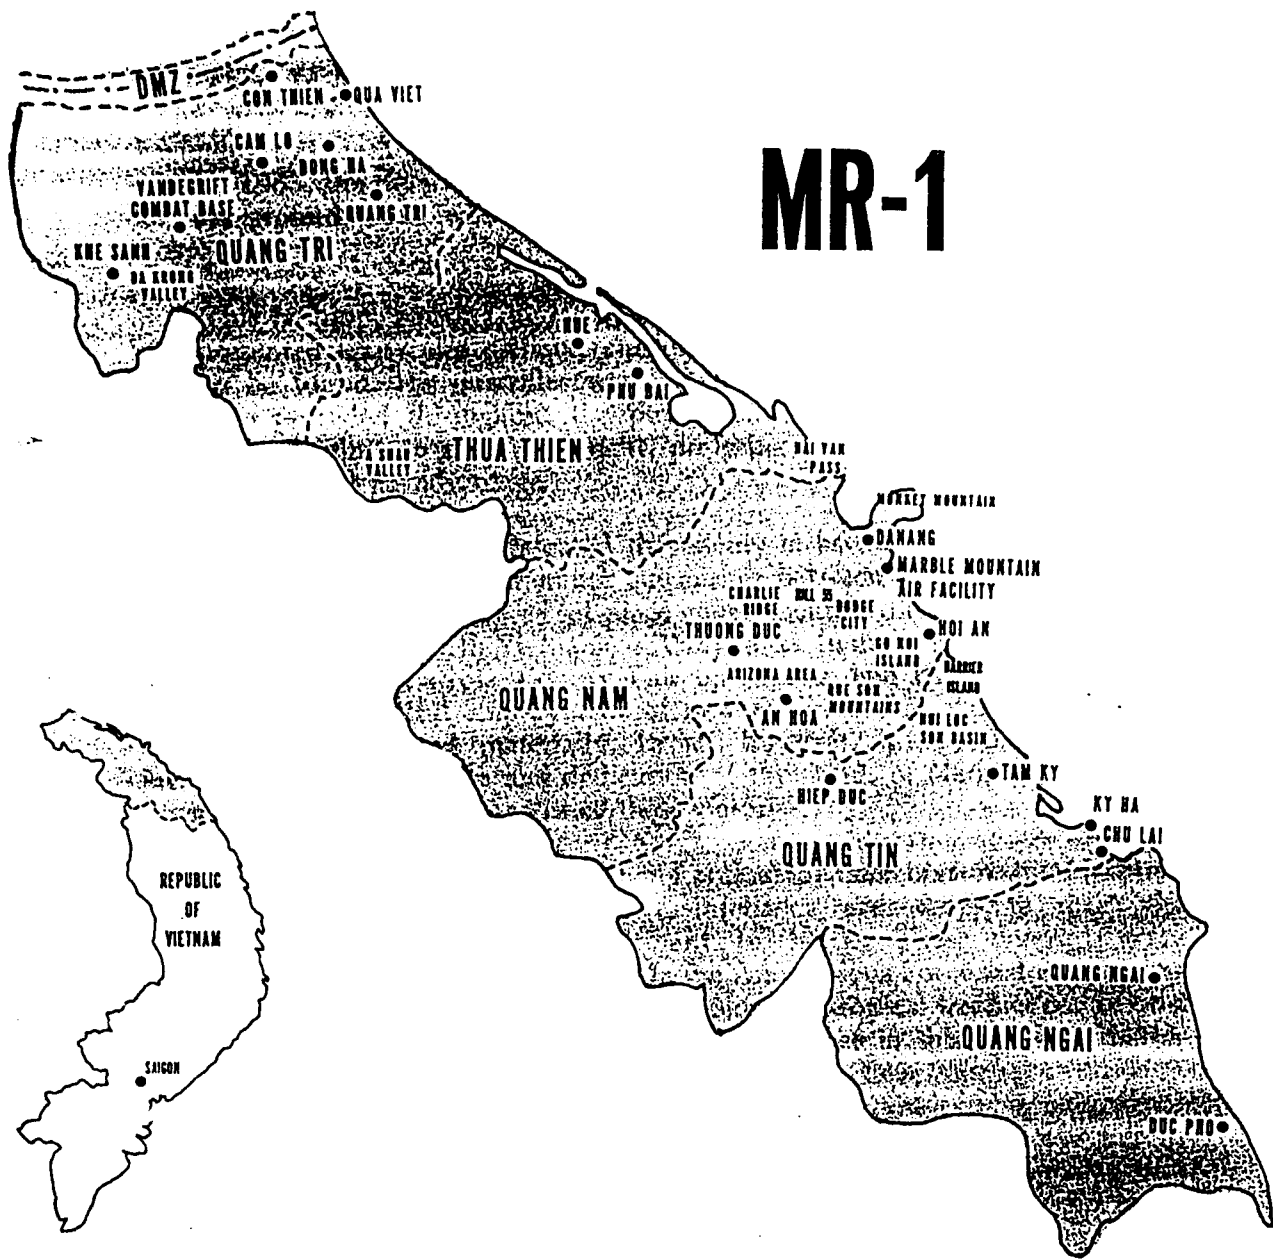 MR-1
DMZ
CON THIEN
QUA VIET
CAM LO
DONG HA
VANDEGRIFT
COMBAT BASE
QUANG TRI
KHE SANH
QUANG TRI
DA KRONG
VALLEY
HUE
PHU BAI
A SHAU
VALLEY
THUA THIEN
HAI VAN
PASS
MONKEY MOUNTAIN
DANANG
MARBLE MOUNTAIN
AIR FACILITY
CHARLIE
RIDGE
HILL 55
DODGE
CITY
THUONG DUC
HOI AN
GO NOI
ISLAND
BARRIER
ISLAND
ARIZONA AREA
QUANG NAM
AN HOA
QUE SON
MOUNTAINS
NUI LOC
SON BASIN
TAM KY
HIEP DUC
KY HA
CHU LAI
QUANG TIN
QUANG NGAI
QUANG NGAI
DUC PHO
REPUBLIC
OF
VIETNAM
SAIGON